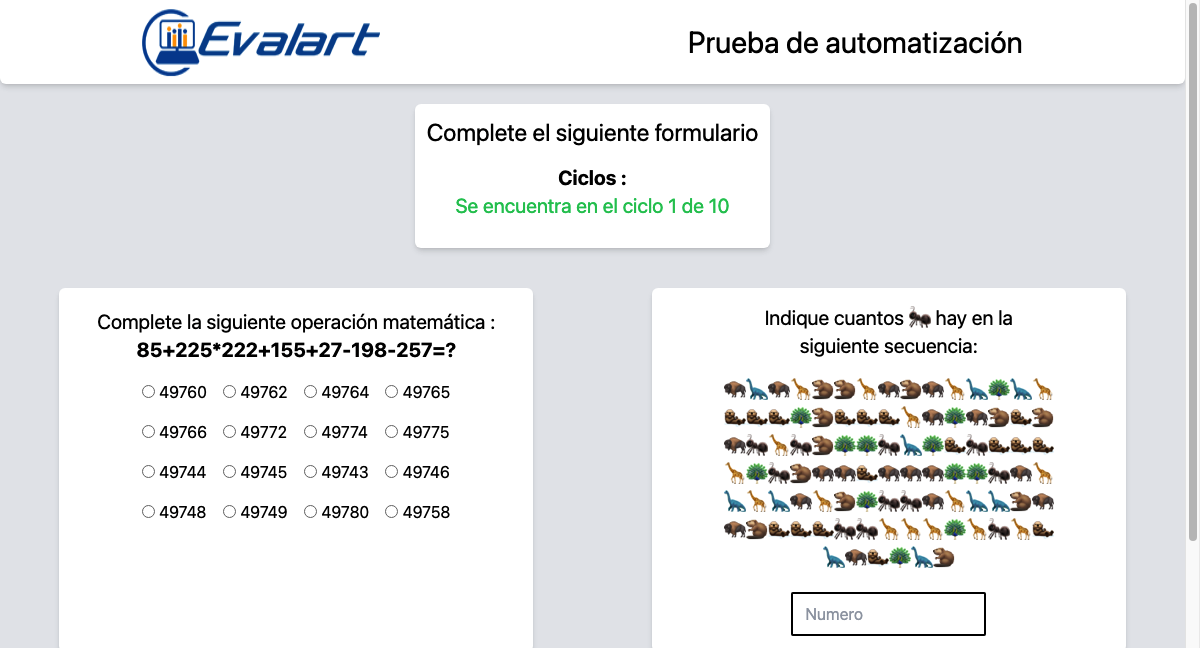 Evalart
Prueba de automatización
Complete el siguiente formulario
Ciclos :
Se encuentra en el ciclo 1 de 10
Complete la siguiente operación matemática :
85+225*222+155+27-198-257=?
49760 49762 49764 49765
49766 49772 49774 49775
49744 49745 49743 49746
49748 49749 49780 49758
Indique cuantos 🐜 hay en la
siguiente secuencia:
Numero